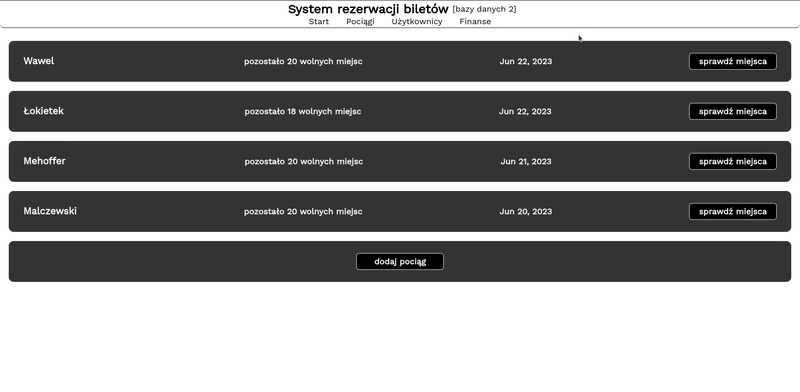 System rezerwacji biletów [bazy danych 2]
Start Pociągi Użytkownicy Finanse
Wawel pozostało 20 wolnych miejsc Jun 22, 2023 sprawdź miejsca
Łokietek pozostało 18 wolnych miejsc Jun 22, 2023 sprawdź miejsca
Mehoffer pozostało 20 wolnych miejsc Jun 21, 2023 sprawdź miejsca
Malczewski pozostało 20 wolnych miejsc Jun 20, 2023 sprawdź miejsca
dodaj pociąg